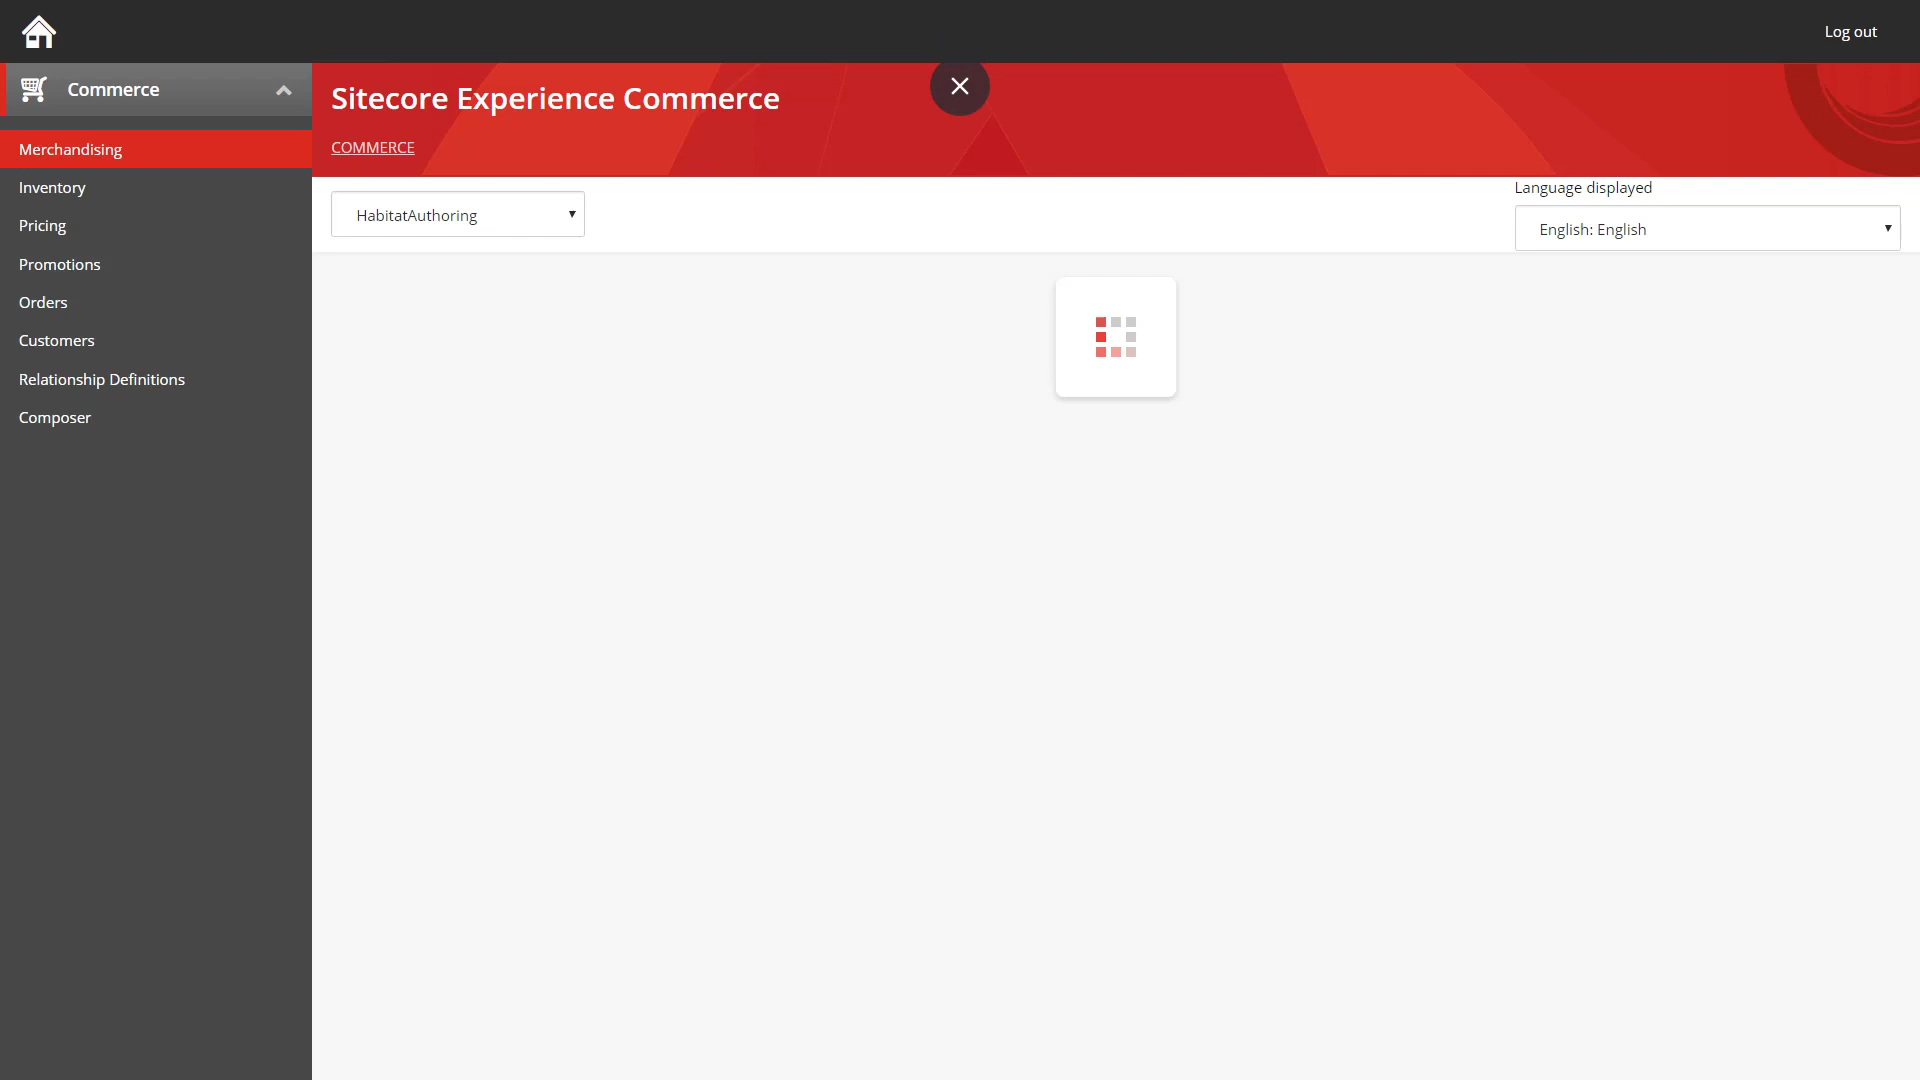 Log out
Commerce
Merchandising
Inventory
Pricing
Promotions
Orders
Customers
Relationship Definitions
Composer
Sitecore Experience Commerce
COMMERCE
HabitatAuthoring
Language displayed
English: English